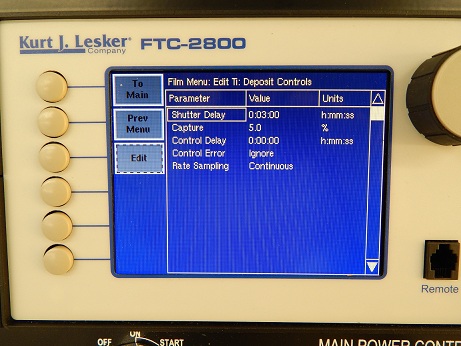 Kurt J. Lesker® FTC-2800
Company
To Main
Film Menu: Edit Ti: Deposit Controls
Parameter Value Units
Prev Menu
Shutter Delay 0:03:00 h:mm:ss
Capture 5.0 %
Control Delay 0:00:00 h:mm:ss
Edit
Control Error Ignore
Rate Sampling Continuous
Remote
OFF ON START
MAIN POWER CONT